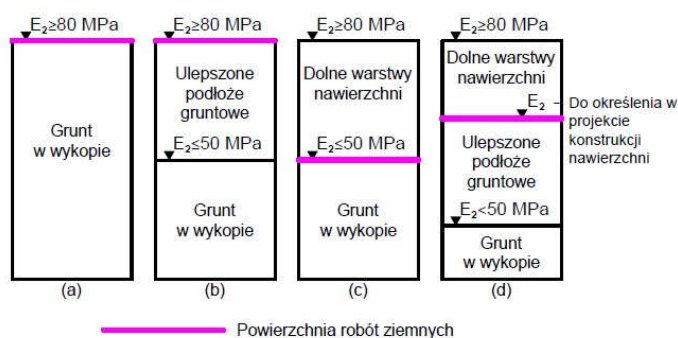 E₂≥80 MPa
Grunt
w wykopie
(a)
E₂≥80 MPa
Ulepszone
podłoże
gruntowe
E₂≤50 MPa
Grunt
w wykopie
(b)
E₂≥80 MPa
Dolne warstwy
nawierzchni
E₂≤50 MPa
Grunt
w wykopie
(c)
E₂≥80 MPa
Dolne warstwy
nawierzchni
E₂ – Do określenia w
projekcie
konstrukcji
nawierzchni
Ulepszone
podłoże
gruntowe
E₂<50 MPa
Grunt
w wykopie
(d)
Powierzchnia robót ziemnych